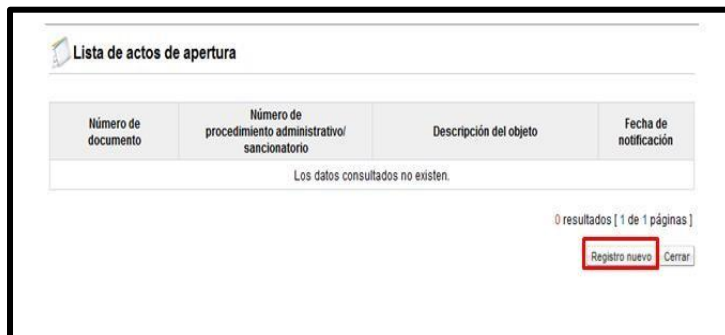 Lista de actos de apertura
Número de documento
Número de procedimiento administrativo/ sancionatorio
Descripción del objeto
Fecha de notificación
Los datos consultados no existen.
0 resultados [ 1 de 1 páginas ]
Registro nuevo
Cerrar